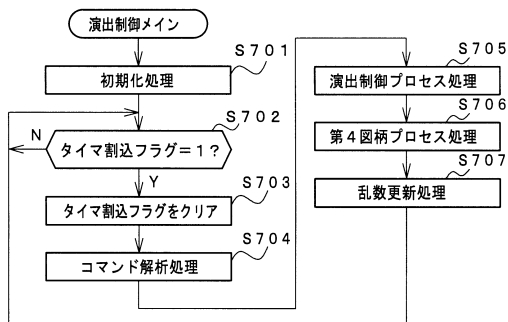 演出制御メイン
S701
初期化処理
S702
N
タイマ割込フラグ=1?
Y
S703
タイマ割込フラグをクリア
S704
コマンド解析処理
S705
演出制御プロセス処理
S706
第4図柄プロセス処理
S707
乱数更新処理